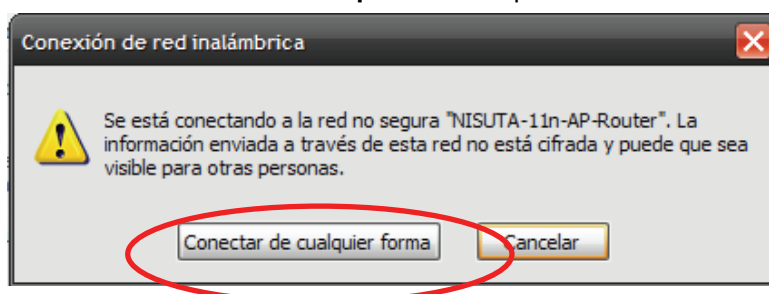 Conexión de red inalámbrica
Se está conectando a la red no segura "NISUTA-11n-AP-Router". La
información enviada a través de esta red no está cifrada y puede que sea
visible para otras personas.
Conectar de cualquier forma
Cancelar